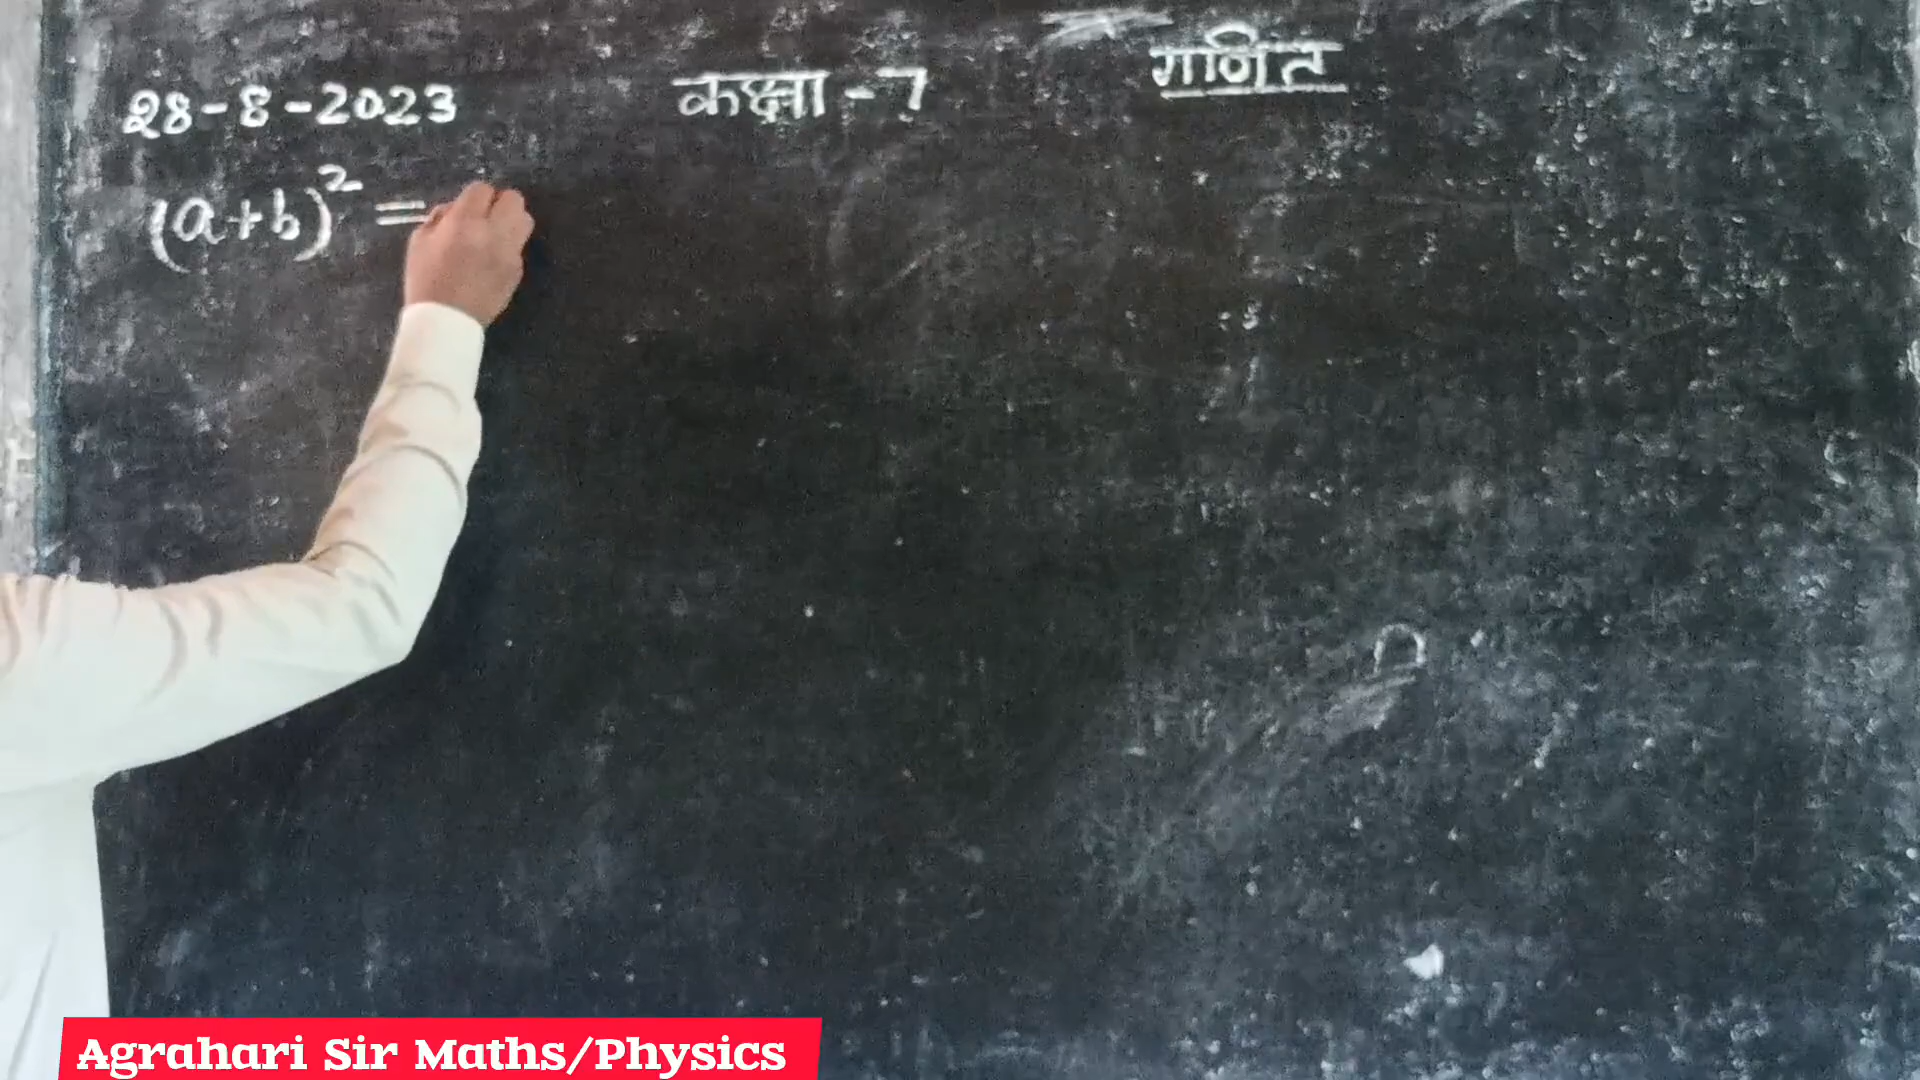 28-8-2023 कक्षा-7 गणित
(a+b)² =
Agrahari Sir Maths/Physics